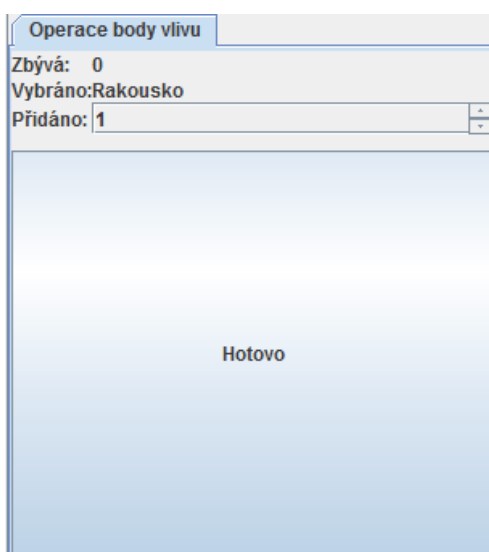 Operace body vlivu
Zbývá: 0
Vybráno:Rakousko
Přidáno: 1
Hotovo